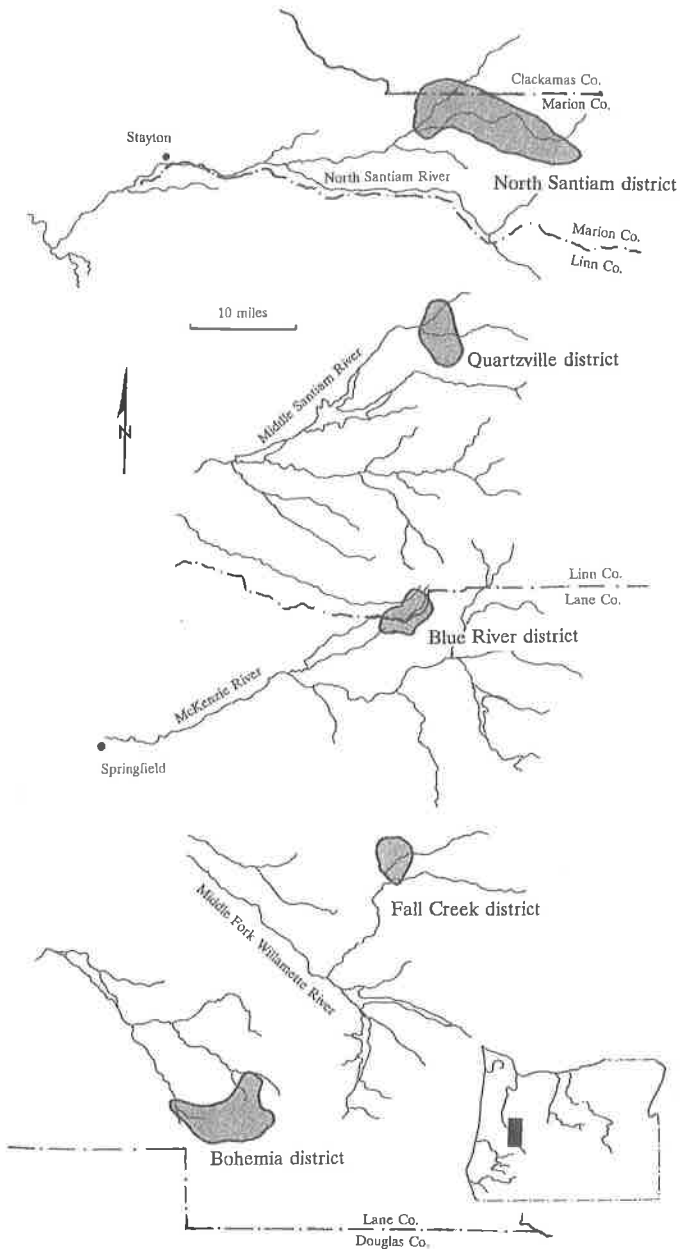 Clackamas Co.
Marion Co.
Stayton
North Santiam River
North Santiam district
Marion Co.
Linn Co.
10 miles
Quartzville district
Middle Santiam River
N
Linn Co.
Lane Co.
Blue River district
McKenzie River
Springfield
Fall Creek district
Middle Fork Willamette River
Bohemia district
Lane Co.
Douglas Co.